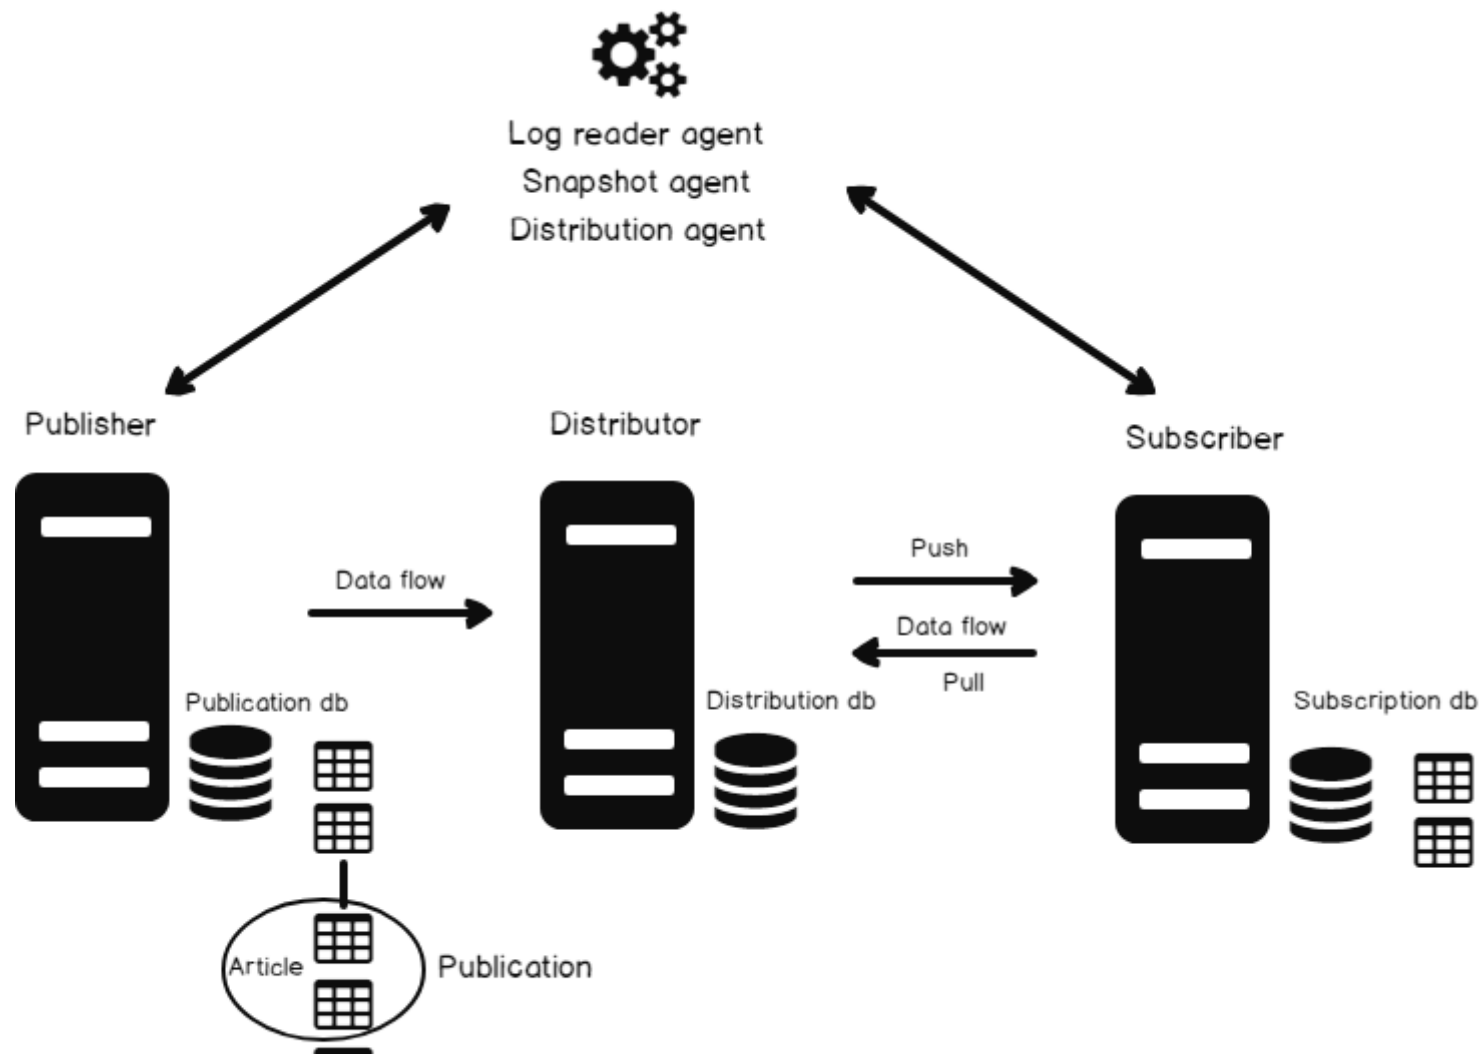 Log reader agent
Snapshot agent
Distribution agent
Publisher
Distributor
Subscriber
Push
Data flow
Data flow
Pull
Publication db
Distribution db
Subscription db
Article
Publication